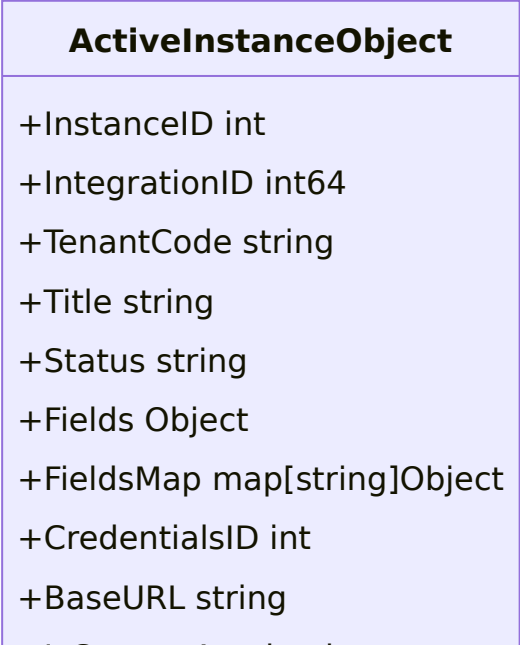 ActiveInstanceObject
+InstanceID int
+IntegrationID int64
+TenantCode string
+Title string
+Status string
+Fields Object
+FieldsMap map[string]Object
+CredentialsID int
+BaseURL string